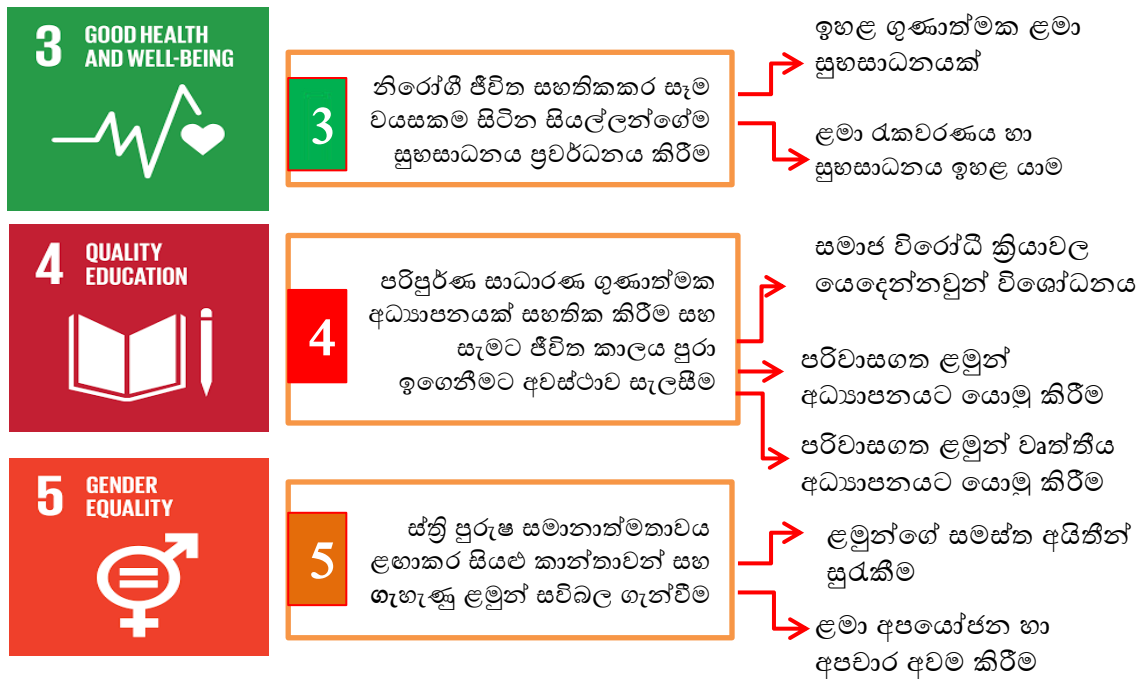 3 GOOD HEALTH
AND WELL-BEING
3
නිරෝගී ජීවිත සහතිකකර සෑම
වයසකම සිටින සියල්ලන්ගේම
සුභසාධනය ප්‍රවර්ධනය කිරීම
ඉහළ ගුණාත්මක ළමා
සුභසාධනයක්
ළමා රැකවරණය හා
සුභසාධනය ඉහළ යාම
4 QUALITY
EDUCATION
4
පරිපුර්ණ සාධාරණ ගුණාත්මක
අධ්‍යාපනයක් සහතික කිරීම සහ
සැමට ජීවිත කාලය පුරා
ඉගෙනීමට අවස්ථාව සැලසීම
සමාජ විරෝධී ක්‍රියාවල
යෙදෙන්නවුන් විශෝධනය
පරිවාසගත ළමුන්
අධ්‍යාපනයට යොමු කිරීම
පරිවාසගත ළමුන් වෘත්තීය
අධ්‍යාපනයට යොමු කිරීම
5 GENDER
EQUALITY
5
ස්ත්‍රි පුරුෂ සමානාත්මතාවය
ළඟාකර සියළු කාන්තාවන් සහ
ගැහැණු ළමුන් සවිබල ගැන්වීම
ළමුන්ගේ සමස්ත අයිතීන්
සුරැකීම
ළමා අපයෝජන හා
අපචාර අවම කිරීම